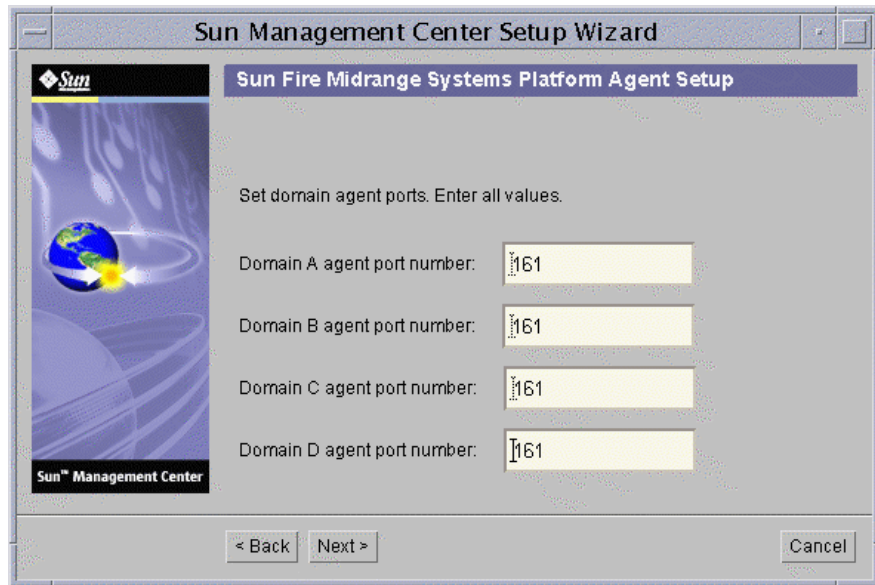 Sun Management Center Setup Wizard
Sun
Sun Fire Midrange Systems Platform Agent Setup
Set domain agent ports. Enter all values.
Domain A agent port number: 161
Domain B agent port number: 161
Domain C agent port number: 161
Domain D agent port number: 161
Sun™ Management Center
< Back Next > Cancel